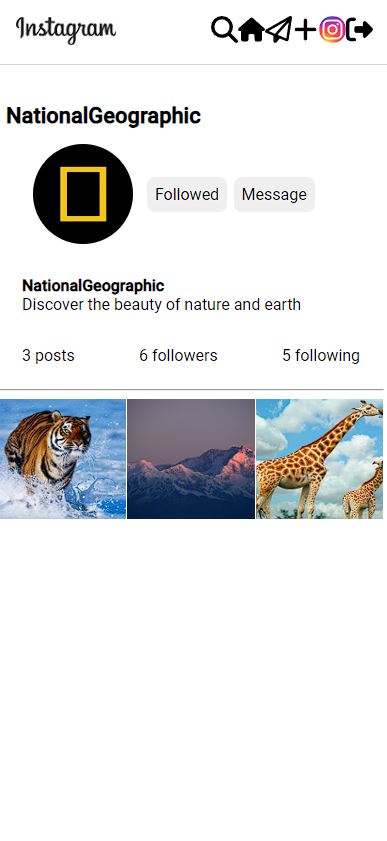 Instagram
NationalGeographic
Followed
Message
NationalGeographic
Discover the beauty of nature and earth
3 posts
6 followers
5 following